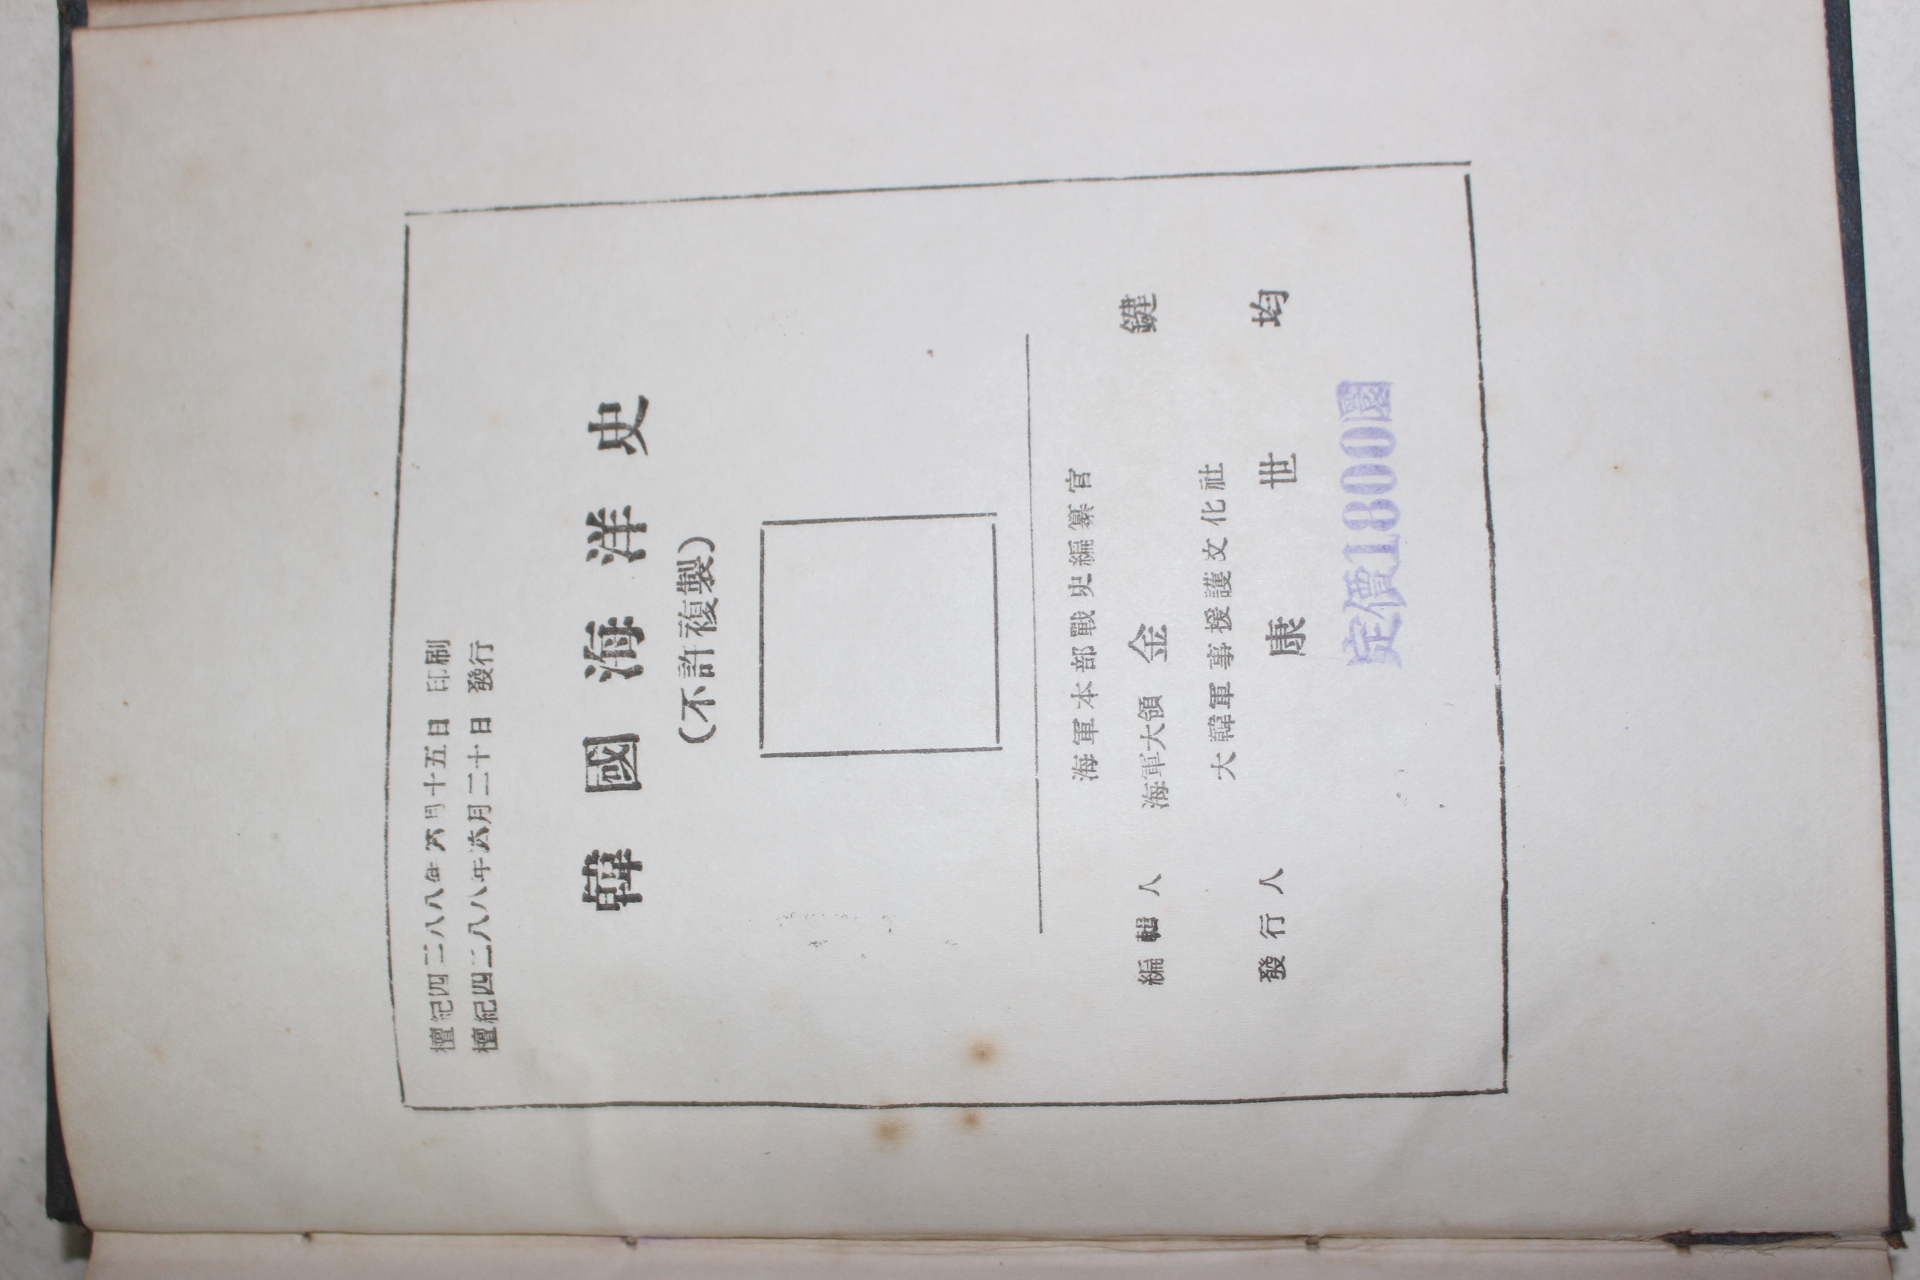 檀紀四二八八年六月十五日 印刷
檀紀四二八八年六月二十日 發行
韓國海洋史
(不許複製)
海軍本部戰史編纂官
編輯人 海軍大領 金鍵
大韓軍事援護文化社
發行人 康世均
定價1800圜